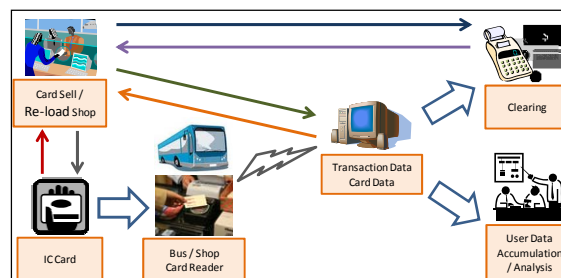 Card Sell /
Re-load Shop
Clearing
Transaction Data
Card Data
IC Card
Bus / Shop
Card Reader
User Data
Accumulation
/ Analysis
$